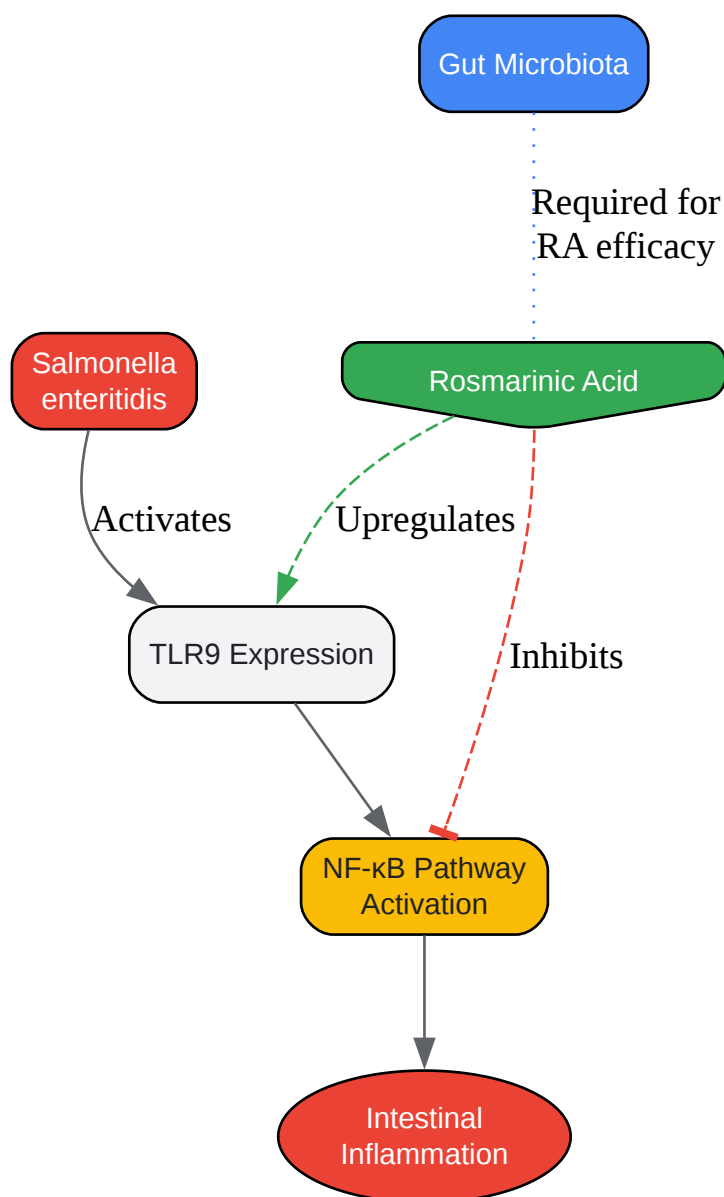 Gut Microbiota
Required for
RA efficacy
Salmonella
enteritidis
Rosmarinic Acid
Activates
Upregulates
TLR9 Expression
Inhibits
NF-κB Pathway
Activation
Intestinal
Inflammation